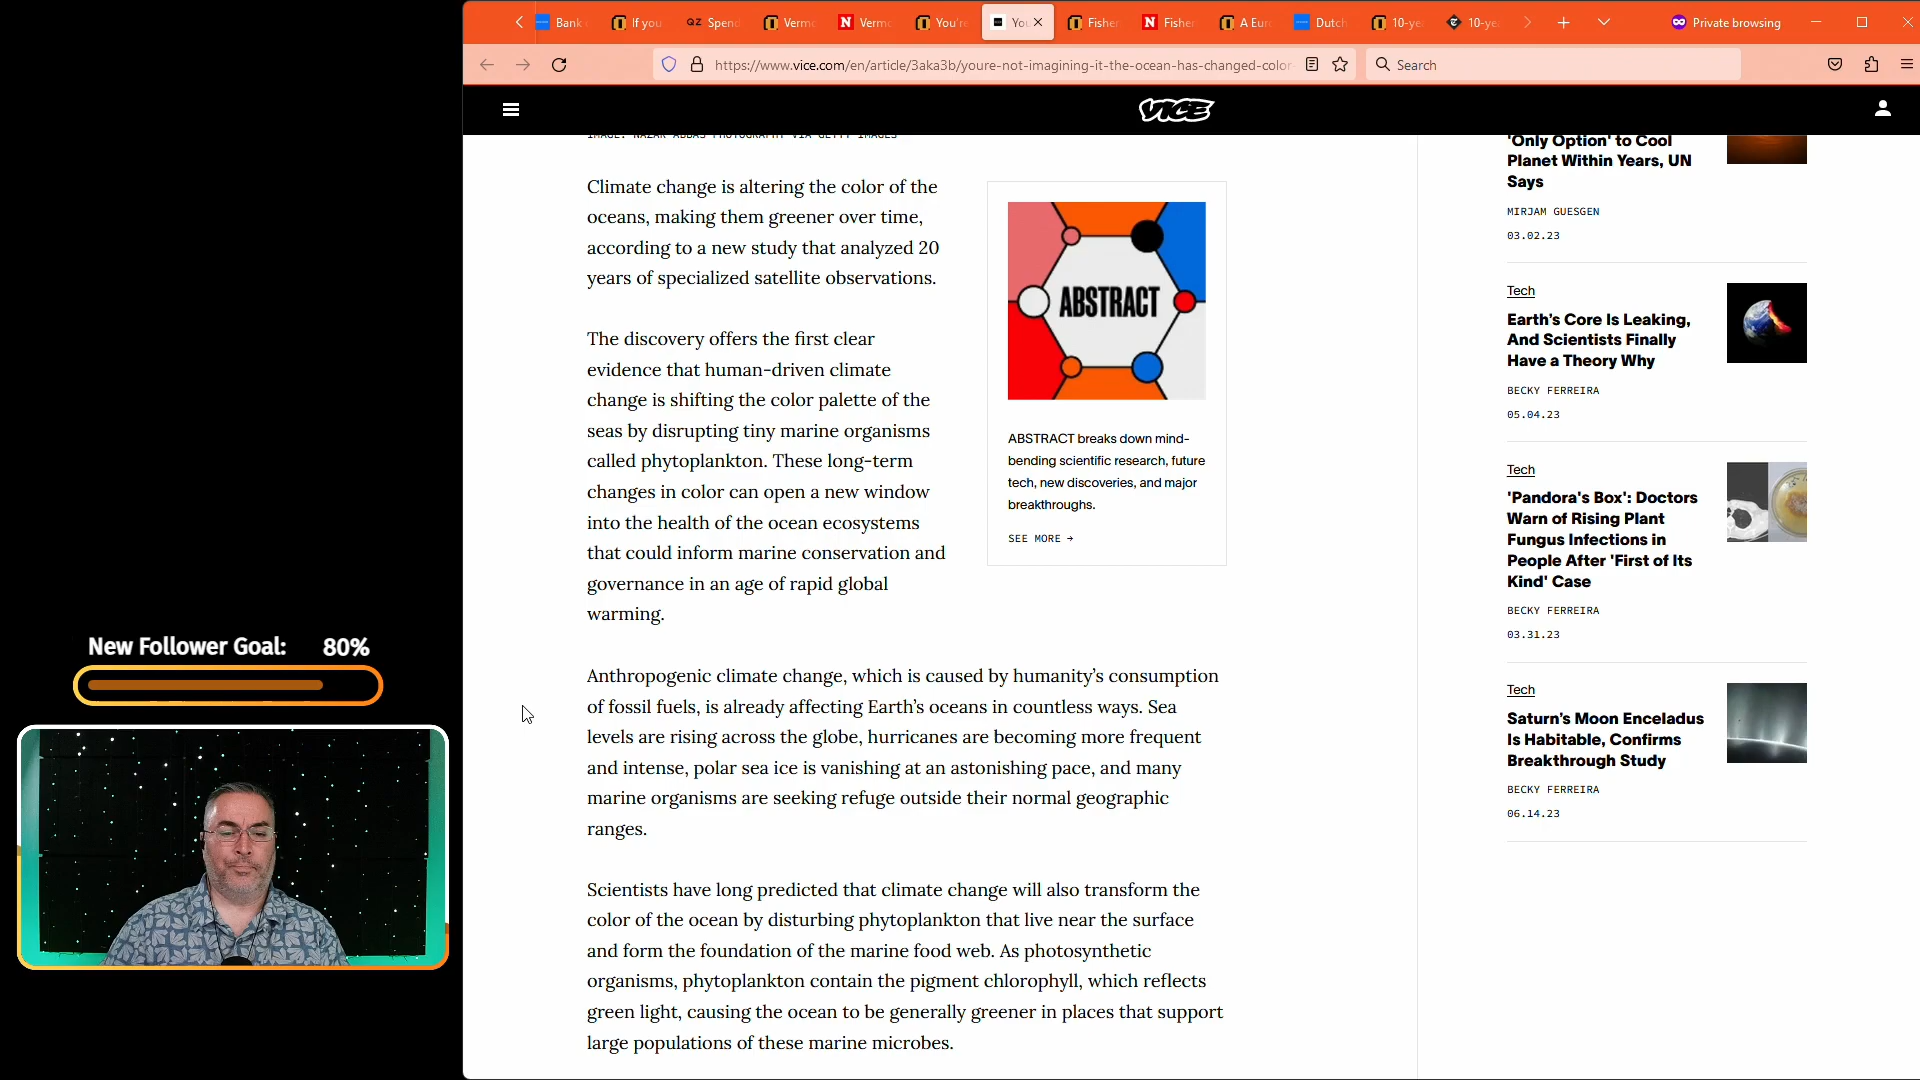 Bank
If you
QZ Spend
Vermo
N Verm
You're
You
Fisher
N Fisher
A Eur
Dutch
10-ye
10-ye
Private browsing
https://www.vice.com/en/article/3aka3b/youre-not-imagining-it-the-ocean-has-changed-color-
Search
VICE
IMAGE: NAZAR ABBAS PHOTOGRAPHY VIA GETTY IMAGES
Climate change is altering the color of the
oceans, making them greener over time,
according to a new study that analyzed 20
years of specialized satellite observations.
The discovery offers the first clear
evidence that human-driven climate
change is shifting the color palette of the
seas by disrupting tiny marine organisms
called phytoplankton. These long-term
changes in color can open a new window
into the health of the ocean ecosystems
that could inform marine conservation and
governance in an age of rapid global
warming.
ABSTRACT
ABSTRACT breaks down mind-
bending scientific research, future
tech, new discoveries, and major
breakthroughs.
SEE MORE →
Anthropogenic climate change, which is caused by humanity’s consumption
of fossil fuels, is already affecting Earth’s oceans in countless ways. Sea
levels are rising across the globe, hurricanes are becoming more frequent
and intense, polar sea ice is vanishing at an astonishing pace, and many
marine organisms are seeking refuge outside their normal geographic
ranges.
Scientists have long predicted that climate change will also transform the
color of the ocean by disturbing phytoplankton that live near the surface
and form the foundation of the marine food web. As photosynthetic
organisms, phytoplankton contain the pigment chlorophyll, which reflects
green light, causing the ocean to be generally greener in places that support
large populations of these marine microbes.
'Only Option' to Cool
Planet Within Years, UN
Says
MIRJAM GUESGEN
03.02.23
Tech
Earth’s Core Is Leaking,
And Scientists Finally
Have a Theory Why
BECKY FERREIRA
05.04.23
Tech
'Pandora's Box': Doctors
Warn of Rising Plant
Fungus Infections in
People After 'First of Its
Kind' Case
BECKY FERREIRA
03.31.23
Tech
Saturn’s Moon Enceladus
Is Habitable, Confirms
Breakthrough Study
BECKY FERREIRA
06.14.23
New Follower Goal: 80%